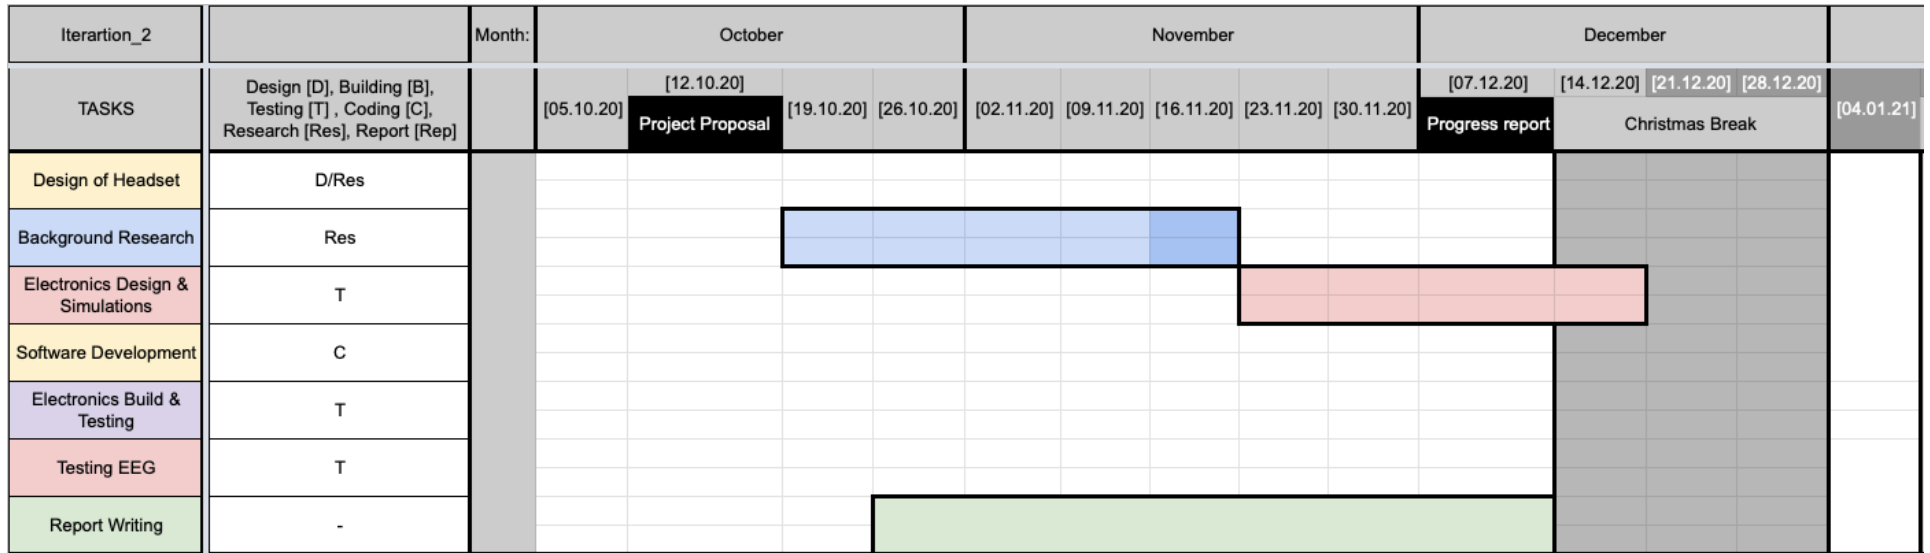 Iterartion_2
Month:
October
November
December
TASKS
Design [D], Building [B],
Testing [T] , Coding [C],
Research [Res], Report [Rep]
[05.10.20]
[12.10.20]
Project Proposal
[19.10.20]
[26.10.20]
[02.11.20]
[09.11.20]
[16.11.20]
[23.11.20]
[30.11.20]
[07.12.20]
Progress report
[14.12.20]
[21.12.20]
[28.12.20]
Christmas Break
[04.01.21]
Design of Headset
D/Res
Background Research
Res
Electronics Design &
Simulations
T
Software Development
C
Electronics Build &
Testing
T
Testing EEG
T
Report Writing
-